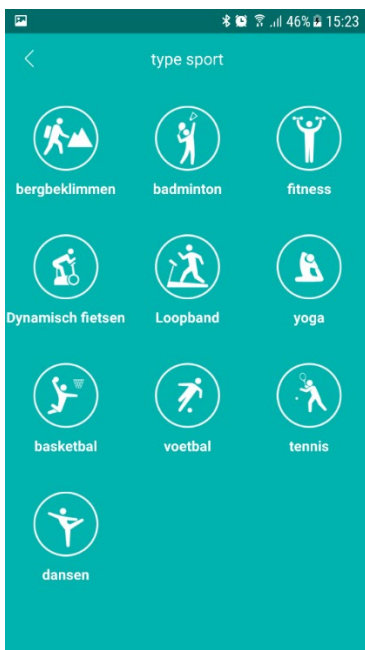 46% 15:23
type sport
bergbeklimmen badminton fitness
Dynamisch fietsen Loopband yoga
basketbal voetbal tennis
dansen